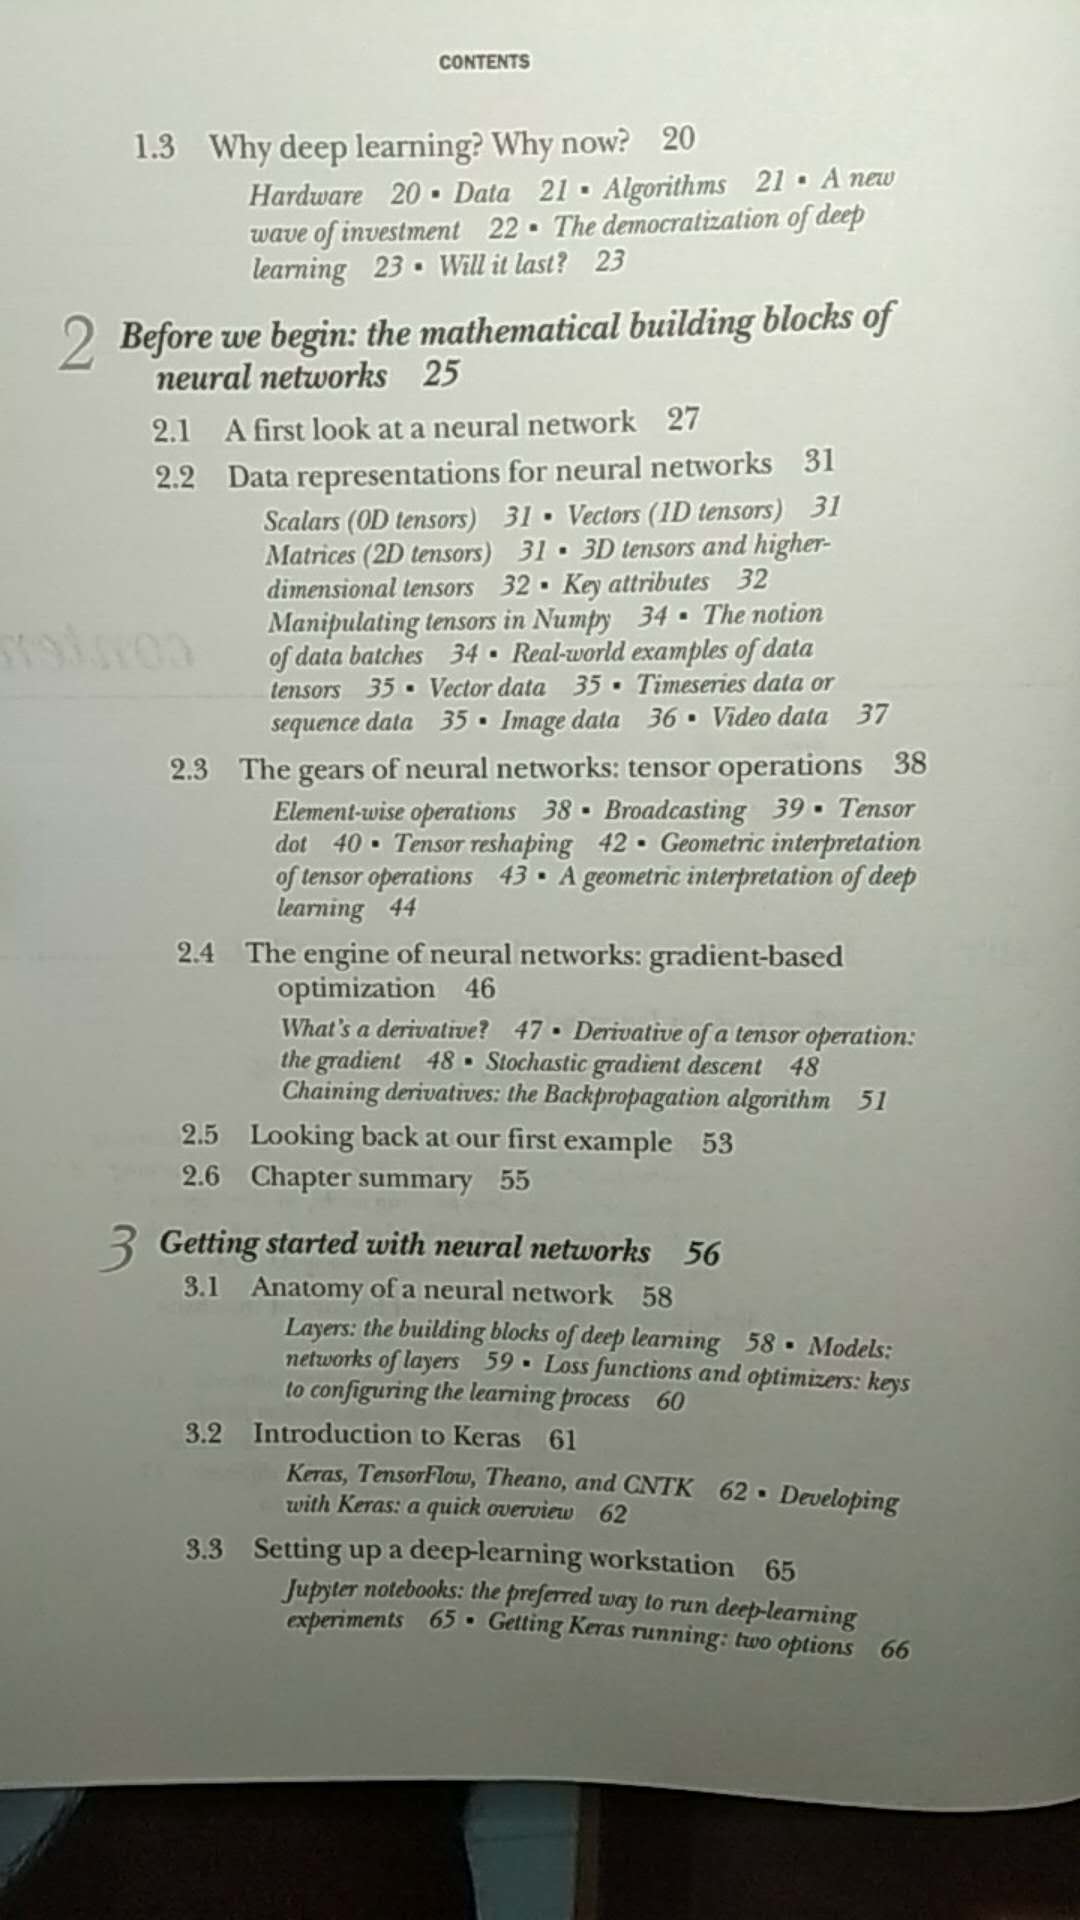 CONTENTS
1.3 Why deep learning? Why now? 20
Hardware 20 ▪ Data 21 ▪ Algorithms 21 ▪ A new
wave of investment 22 ▪ The democratization of deep
learning 23 ▪ Will it last? 23
2 Before we begin: the mathematical building blocks of
neural networks 25
2.1 A first look at a neural network 27
2.2 Data representations for neural networks 31
Scalars (0D tensors) 31 ▪ Vectors (1D tensors) 31
Matrices (2D tensors) 31 ▪ 3D tensors and higher-
dimensional tensors 32 ▪ Key attributes 32
Manipulating tensors in Numpy 34 ▪ The notion
of data batches 34 ▪ Real-world examples of data
tensors 35 ▪ Vector data 35 ▪ Timeseries data or
sequence data 35 ▪ Image data 36 ▪ Video data 37
2.3 The gears of neural networks: tensor operations 38
Element-wise operations 38 ▪ Broadcasting 39 ▪ Tensor
dot 40 ▪ Tensor reshaping 42 ▪ Geometric interpretation
of tensor operations 43 ▪ A geometric interpretation of deep
learning 44
2.4 The engine of neural networks: gradient-based
optimization 46
What's a derivative? 47 ▪ Derivative of a tensor operation:
the gradient 48 ▪ Stochastic gradient descent 48
Chaining derivatives: the Backpropagation algorithm 51
2.5 Looking back at our first example 53
2.6 Chapter summary 55
3 Getting started with neural networks 56
3.1 Anatomy of a neural network 58
Layers: the building blocks of deep learning 58 ▪ Models:
networks of layers 59 ▪ Loss functions and optimizers: keys
to configuring the learning process 60
3.2 Introduction to Keras 61
Keras, TensorFlow, Theano, and CNTK 62 ▪ Developing
with Keras: a quick overview 62
3.3 Setting up a deep-learning workstation 65
Jupyter notebooks: the preferred way to run deep-learning
experiments 65 ▪ Getting Keras running: two options 66